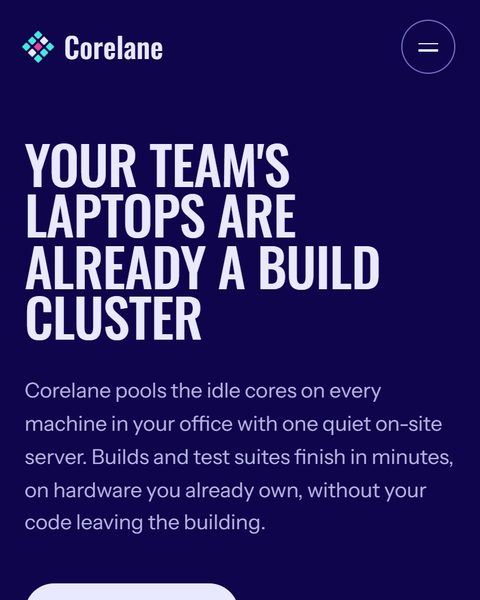 Corelane
YOUR TEAM'S
LAPTOPS ARE
ALREADY A BUILD
CLUSTER
Corelane pools the idle cores on every
machine in your office with one quiet on-site
server. Builds and test suites finish in minutes,
on hardware you already own, without your
code leaving the building.